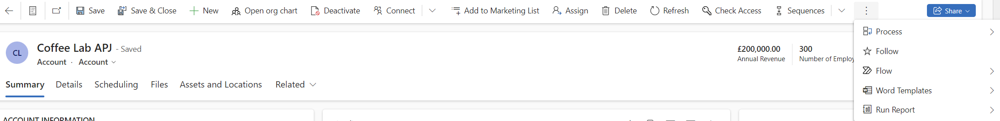 Save Save & Close New Open org chart Deactivate Connect Add to Marketing List Assign Delete Refresh Check Access Sequences Share
Process
CL Coffee Lab APJ - Saved
Account · Account
£200,000.00 300
Annual Revenue Number of Employ
Follow
Flow
Summary Details Scheduling Files Assets and Locations Related
Word Templates
Run Report
ACCOUNT INFORMATION